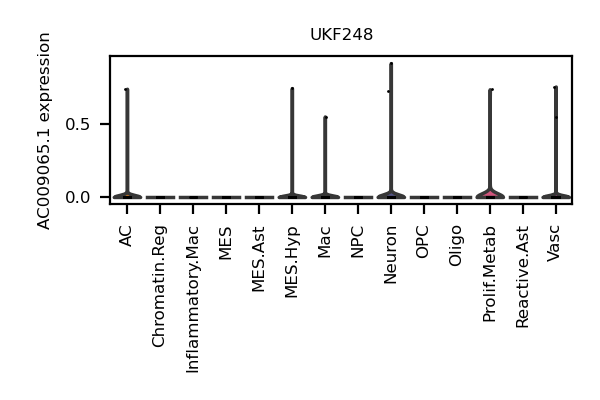 UKF248
AC009065.1 expression
0.5
0.0
AC
Chromatin.Reg
Inflammatory.Mac
MES
MES.Ast
MES.Hyp
Mac
NPC
Neuron
OPC
Oligo
Prolif.Metab
Reactive.Ast
Vasc